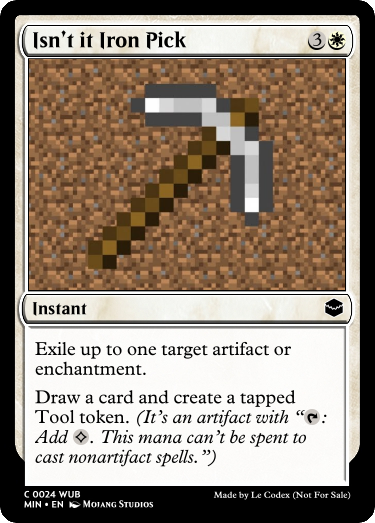 Isn't it Iron Pick 3
Instant
Exile up to one target artifact or
enchantment.
Draw a card and create a tapped
Tool token. (It's an artifact with “:
Add . This mana can't be spent to
cast nonartifact spells.”)
C 0024 WUB
MIN • EN Mojang Studios
Made by Le Codex (Not For Sale)